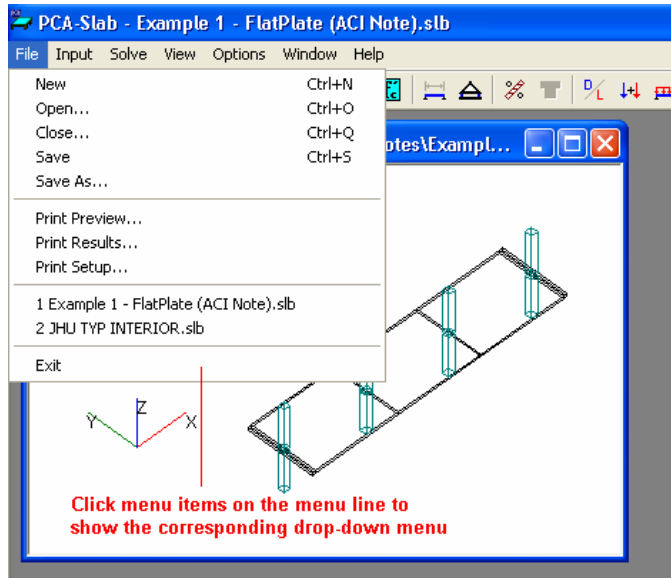 PCA-Slab - Example 1 - FlatPlate (ACI Note).slb
File Input Solve View Options Window Help
New Ctrl+N
Open... Ctrl+O
Close... Ctrl+Q
Save Ctrl+S
Save As...
Print Preview...
Print Results...
Print Setup...
1 Example 1 - FlatPlate (ACI Note).slb
2 JHU TYP INTERIOR.slb
Exit
D/L
otes\Exampl...
Z
Y
X
Click menu items on the menu line to
show the corresponding drop-down menu